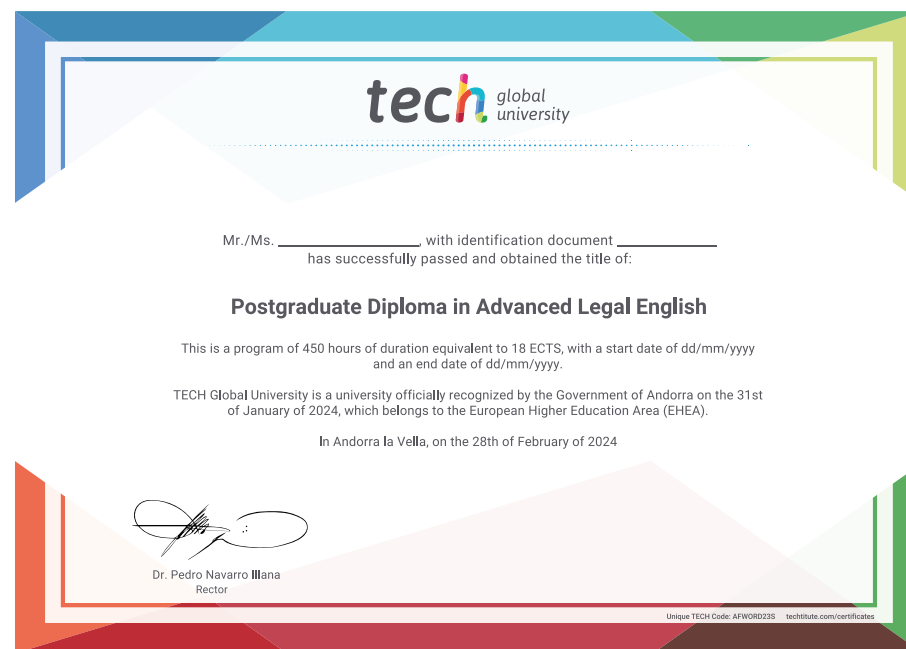 tech global university
Mr./Ms. ____________________, with identification document ______________
has successfully passed and obtained the title of:
Postgraduate Diploma in Advanced Legal English
This is a program of 450 hours of duration equivalent to 18 ECTS, with a start date of dd/mm/yyyy
and an end date of dd/mm/yyyy.
TECH Global University is a university officially recognized by the Government of Andorra on the 31st
of January of 2024, which belongs to the European Higher Education Area (EHEA).
In Andorra la Vella, on the 28th of February of 2024
Dr. Pedro Navarro Illana
Rector
Unique TECH Code: AFWORD23S techtitute.com/certificates